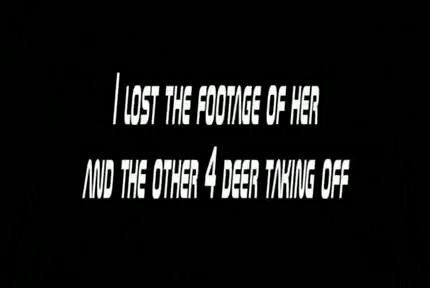 I LOST THE FOOTAGE OF HER
AND THE OTHER 4 DEER TAKING OFF